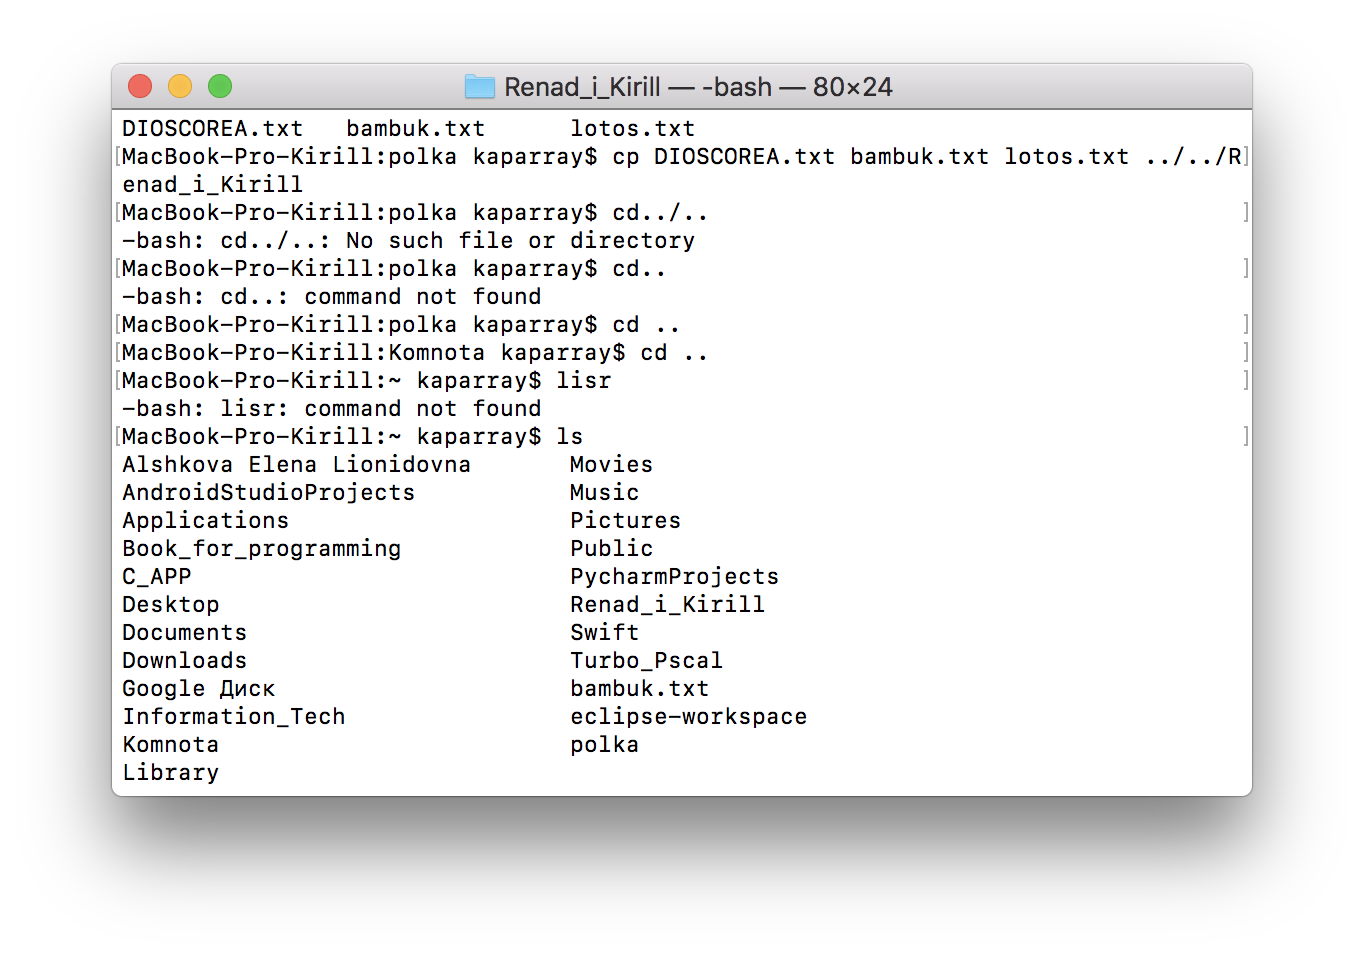 Renad_i_Kirill — -bash — 80×24
DIOSCOREA.txt bambuk.txt lotos.txt
[MacBook-Pro-Kirill:polka kaparray$ cp DIOSCOREA.txt bambuk.txt lotos.txt ../../R]
enad_i_Kirill
[MacBook-Pro-Kirill:polka kaparray$ cd../.. ]
-bash: cd../..: No such file or directory
[MacBook-Pro-Kirill:polka kaparray$ cd.. ]
-bash: cd..: command not found
[MacBook-Pro-Kirill:polka kaparray$ cd .. ]
[MacBook-Pro-Kirill:Komnota kaparray$ cd .. ]
[MacBook-Pro-Kirill:~ kaparray$ lisr ]
-bash: lisr: command not found
[MacBook-Pro-Kirill:~ kaparray$ ls ]
Alshkova Elena Lionidovna Movies
AndroidStudioProjects Music
Applications Pictures
Book_for_programming Public
C_APP PycharmProjects
Desktop Renad_i_Kirill
Documents Swift
Downloads Turbo_Pscal
Google Диск bambuk.txt
Information_Tech eclipse-workspace
Komnota polka
Library